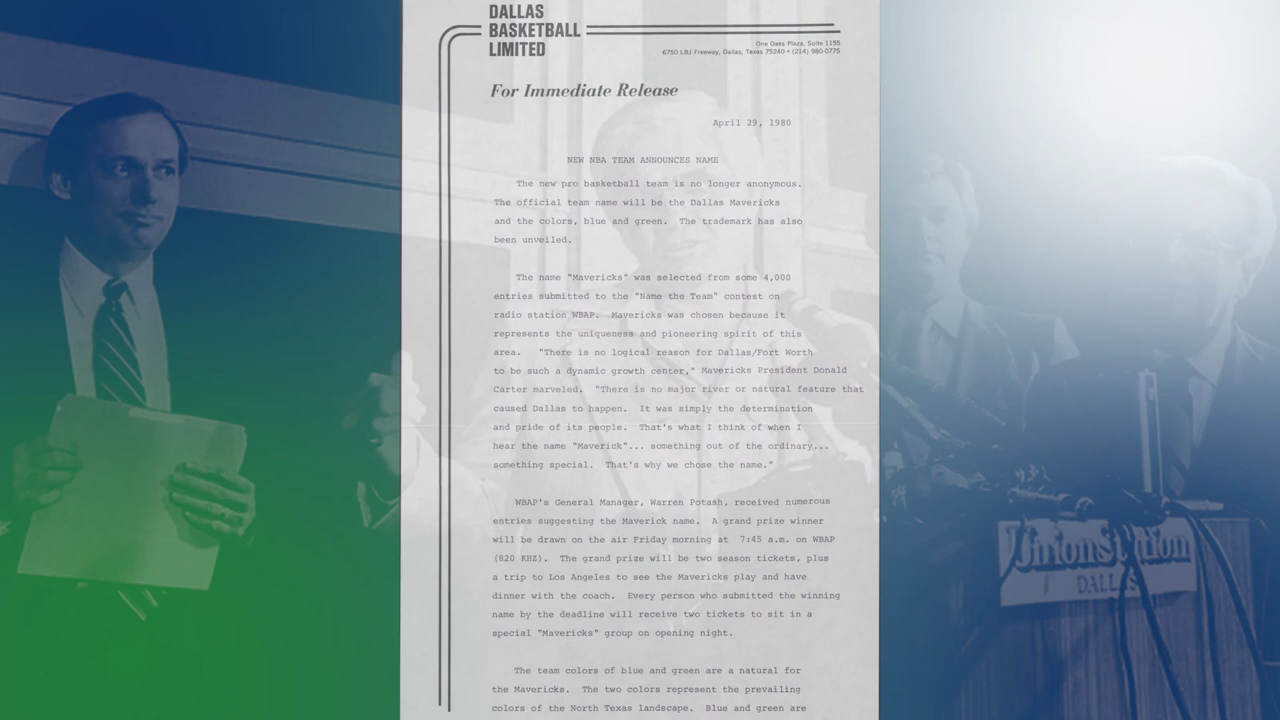 DALLAS
BASKETBALL
LIMITED
One Oaks Plaza, Suite 1155
6750 LBJ Freeway, Dallas, Texas 75240 • (214) 980-0775
For Immediate Release
April 29, 1980
NEW NBA TEAM ANNOUNCES NAME
The new pro basketball team is no longer anonymous.
The official team name will be the Dallas Mavericks
and the colors, blue and green. The trademark has also
been unveiled.
The name "Mavericks" was selected from some 4,000
entries submitted to the "Name the Team" contest on
radio station WBAP. Mavericks was chosen because it
represents the uniqueness and pioneering spirit of this
area. "There is no logical reason for Dallas/Fort Worth
to be such a dynamic growth center," Mavericks President Donald
Carter marveled. "There is no major river or natural feature that
caused Dallas to happen. It was simply the determination
and pride of its people. That's what I think of when I
hear the name "Maverick"... something out of the ordinary...
something special. That's why we chose the name."
WBAP's General Manager, Warren Potash, received numerous
entries suggesting the Maverick name. A grand prize winner
will be drawn on the air Friday morning at 7:45 a.m. on WBAP
(820 KHZ). The grand prize will be two season tickets, plus
a trip to Los Angeles to see the Mavericks play and have
dinner with the coach. Every person who submitted the winning
name by the deadline will receive two tickets to sit in a
special "Mavericks" group on opening night.
The team colors of blue and green are a natural for
the Mavericks. The two colors represent the prevailing
colors of the North Texas landscape. Blue and green are
Union Station
DALLAS